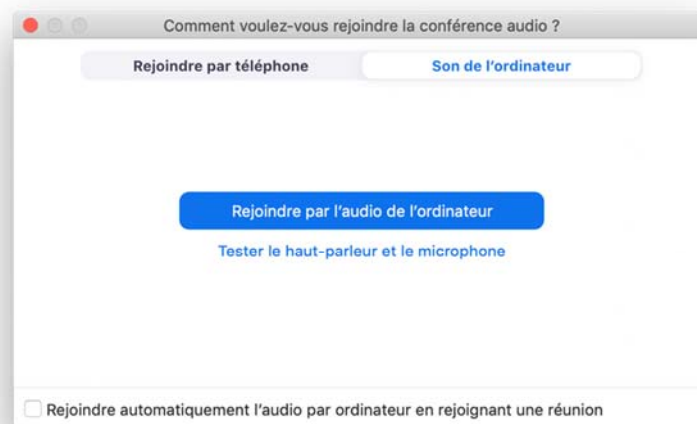 Comment voulez-vous rejoindre la conférence audio ?
Rejoindre par téléphone
Son de l'ordinateur
Rejoindre par l'audio de l'ordinateur
Tester le haut-parleur et le microphone
Rejoindre automatiquement l'audio par ordinateur en rejoignant une réunion